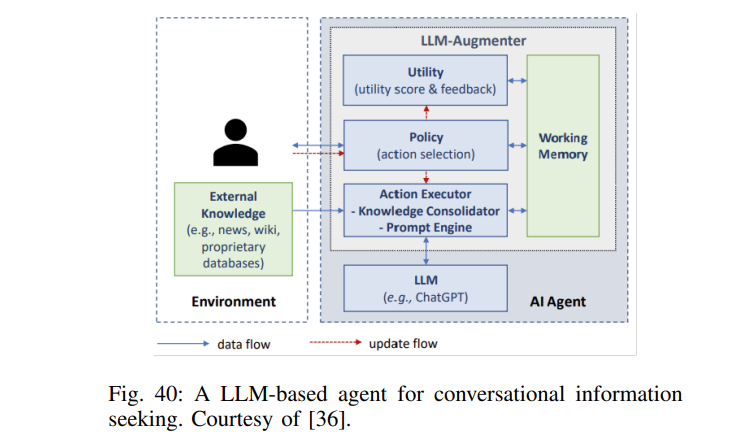 LLM-Augmenter
Utility
(utility score & feedback)
Policy
(action selection)
Working
Memory
External
Knowledge
(e.g., news, wiki,
proprietary
databases)
Action Executor
- Knowledge Consolidator
- Prompt Engine
LLM
(e.g., ChatGPT)
Environment
AI Agent
data flow
update flow
Fig. 40: A LLM-based agent for conversational information
seeking. Courtesy of [36].